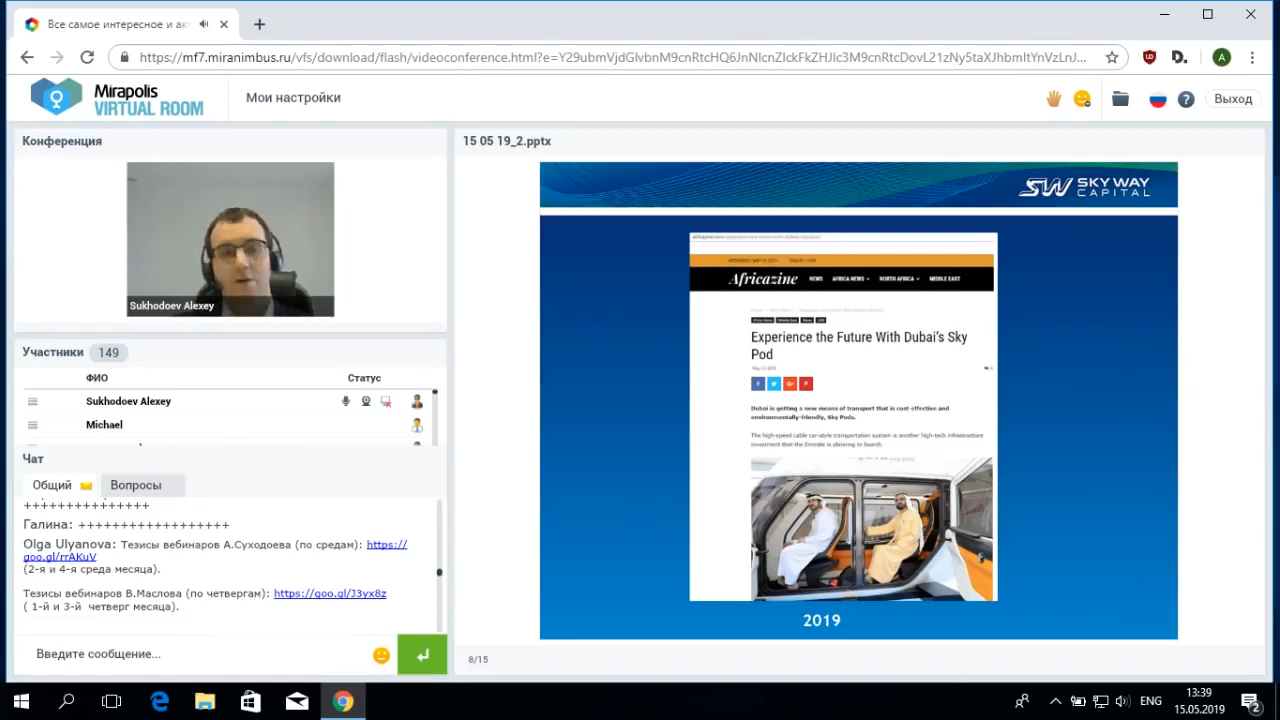 Все самое интересное и ак
https://mf7.miranimbus.ru/vfs/download/flash/videoconference.html?e=Y29ubmVjdGlvbnM9cnRtcHQ6JnNlcnZlckFkZHJlc3M9cnRtcDovL21zNy5taXJhbmltYnVzLnJ...
Mirapolis
VIRTUAL ROOM
Мои настройки
Выход
Конференция
Sukhodoev Alexey
Участники 149
ФИО Статус
Sukhodoev Alexey
Michael
Чат
Общий Вопросы
+++++++++++++++
Галина: ++++++++++++++++++
Olga Ulyanova: Тезисы вебинаров А.Суходоева (по средам): https://
goo.gl/rrAKuV
(2-я и 4-я среда месяца).
Тезисы вебинаров В.Маслова (по четвергам): https://goo.gl/J3yx8z
( 1-й и 3-й четверг месяца).
Введите сообщение...
15 05 19_2.pptx
SW SKY WAY
CAPITAL
Africazine NEWS AFRICA NEWS NORTH AFRICA MIDDLE EAST
Experience the Future With Dubai's Sky
Pod
May 13, 2019
Dubai is getting a new means of transport that is cost-effective and
environmentally-friendly, Sky Pods.
The high-speed cable car-style transportation system is another high-tech infrastructure
investment that the Emirate is planning to launch.
2019
8/15
ENG
13:39
15.05.2019
2